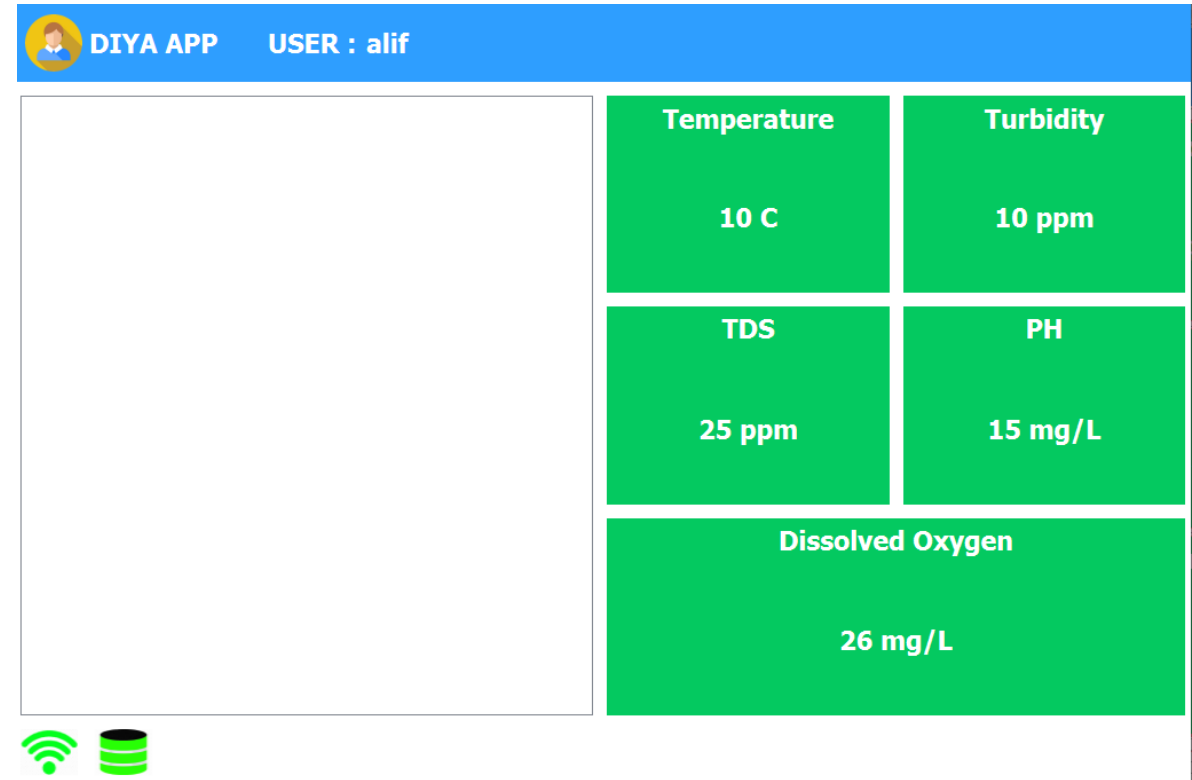 DIYA APP USER : alif
Temperature
10 C
Turbidity
10 ppm
TDS
25 ppm
PH
15 mg/L
Dissolved Oxygen
26 mg/L